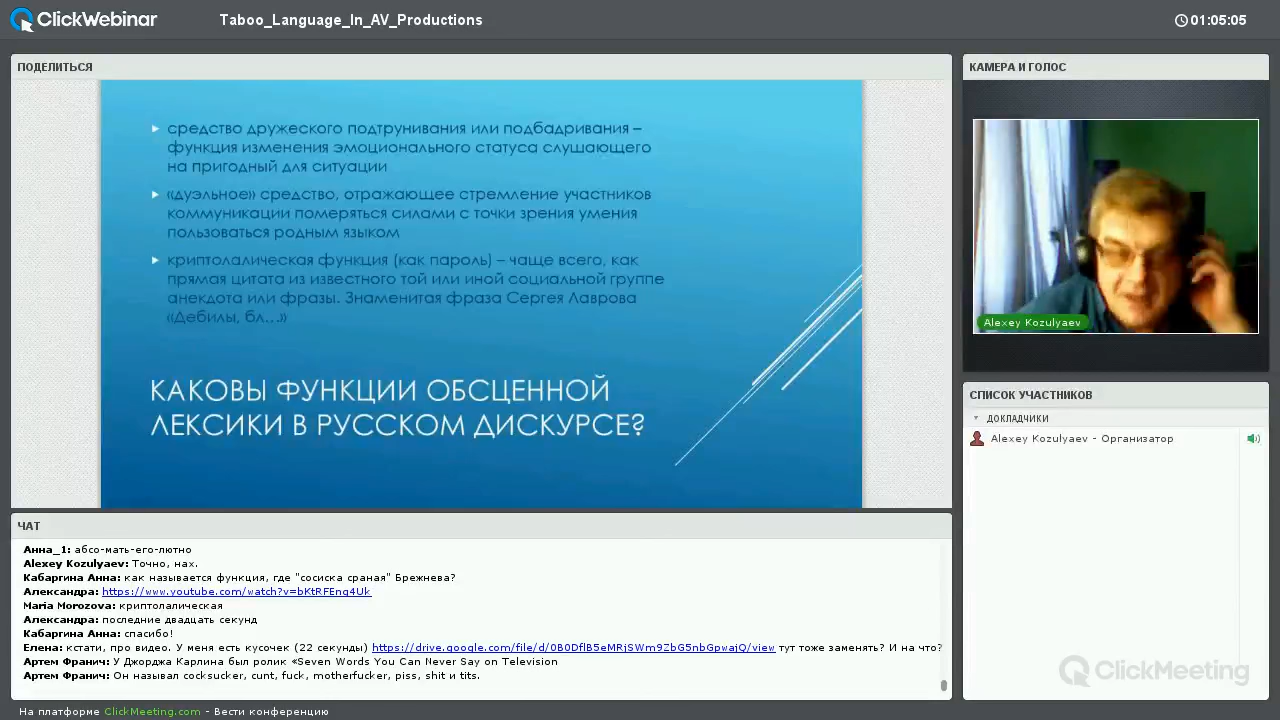 ClickWebinar
Taboo_Language_In_AV_Productions
01:05:05
ПОДЕЛИТЬСЯ
средство дружеского подтрунивания или подбадривания –
функция изменения эмоционального статуса слушающего
на пригодный для ситуации
«дуэльное» средство, отражающее стремление участников
коммуникации померяться силами с точки зрения умения
пользоваться родным языком
криптолалическая функция (как пароль) – чаще всего, как
прямая цитата из известного той или иной социальной группе
анекдота или фразы. Знаменитая фраза Сергея Лаврова
«Дебилы, бл…»
КАКОВЫ ФУНКЦИИ ОБСЦЕННОЙ
ЛЕКСИКИ В РУССКОМ ДИСКУРСЕ?
КАМЕРА И ГОЛОС
Alexey Kozulyaev
СПИСОК УЧАСТНИКОВ
ДОКЛАДЧИКИ
Alexey Kozulyaev - Организатор
ЧАТ
Анна_1: абсо-мать-его-лютно
Alexey Kozulyaev: Точно, нах.
Кабаргина Анна: как называется функция, где "сосиска сраная" Брежнева?
Александра: https://www.youtube.com/watch?v=bKtRFEnq4Uk
Maria Morozova: криптолалическая
Александра: последние двадцать секунд
Кабаргина Анна: спасибо!
Елена: кстати, про видео. У меня есть кусочек (22 секунды) https://drive.google.com/file/d/0B0DflB5eMRjSWm9ZbG5nbGpwajQ/view тут тоже заменять? И на что?
Артем Франич: У Джорджа Карлина был ролик «Seven Words You Can Never Say on Television
Артем Франич: Он называл cocksucker, cunt, fuck, motherfucker, piss, shit и tits.
ClickMeeting
На платформе ClickMeeting.com - Вести конференцию